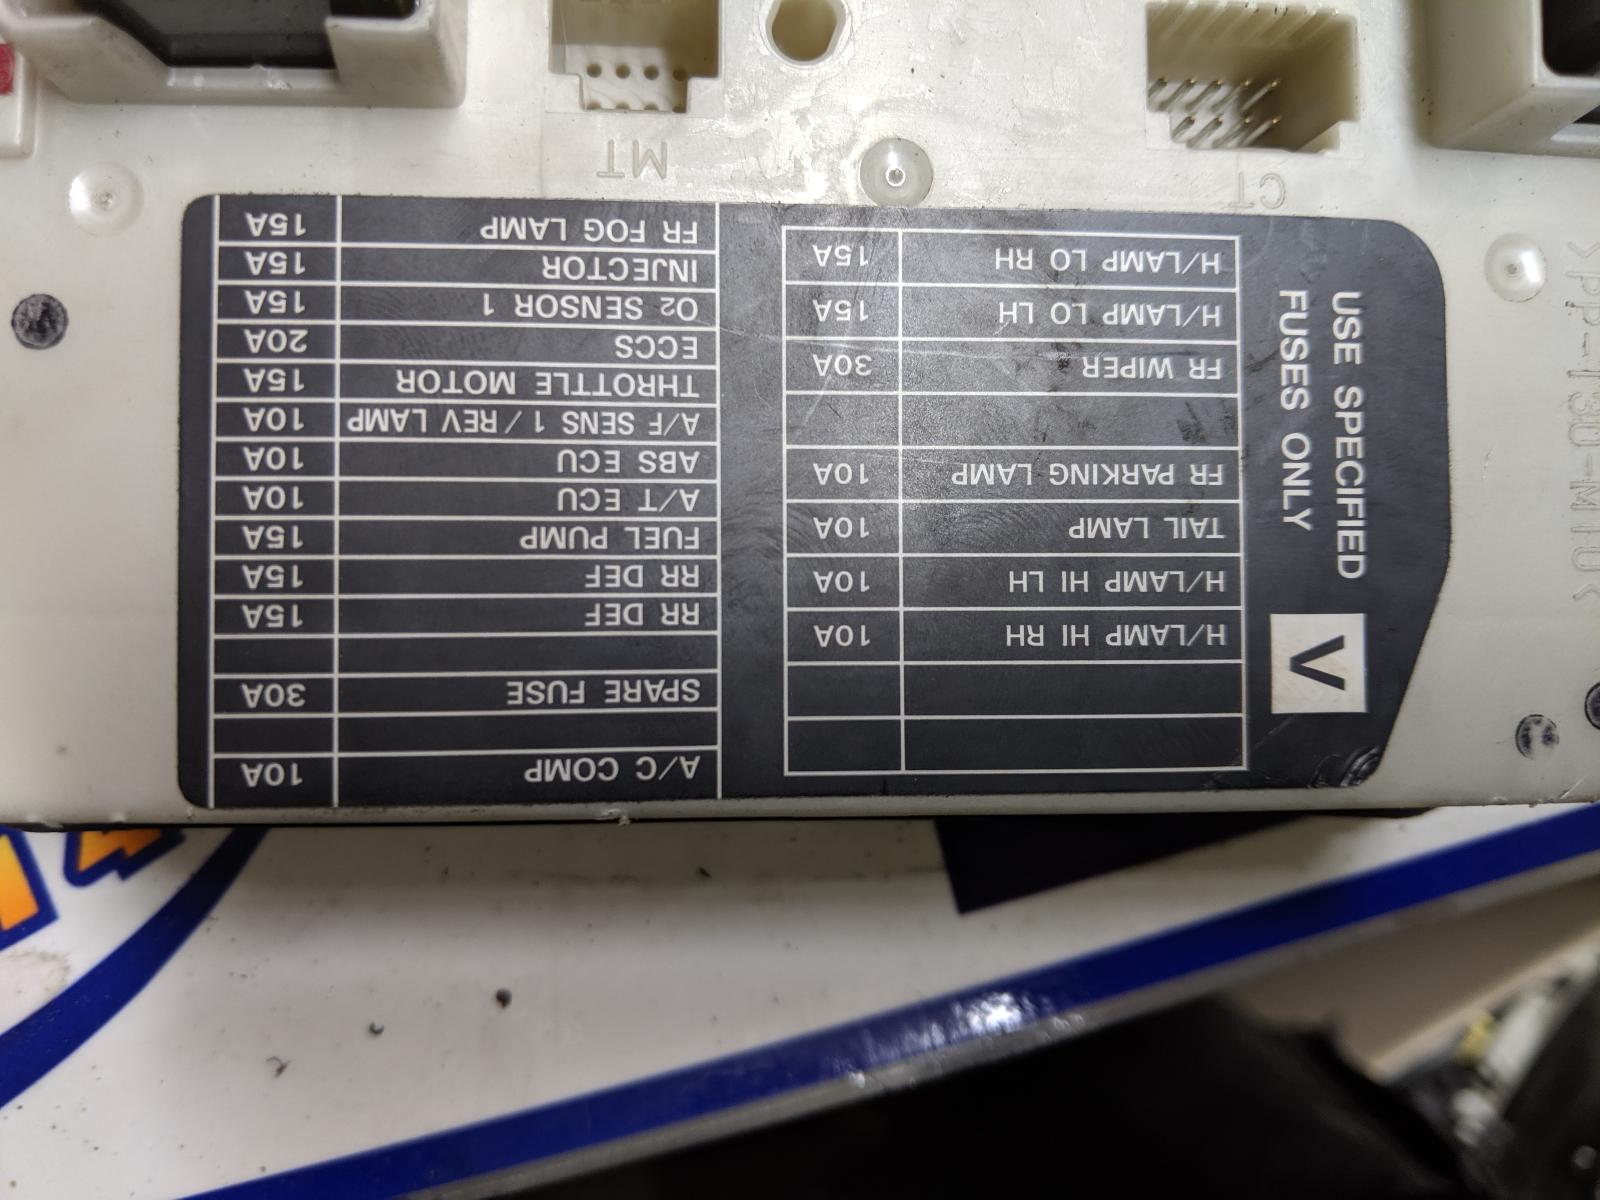 A/C COMP 10A
SPARE FUSE 30A
RR DEF 15A
RR DEF 15A
FUEL PUMP 15A
A/T ECU 10A
ABS ECU 10A
A/F SENS 1 / REV LAMP 10A
THROTTLE MOTOR 15A
ECCS 20A
O2 SENSOR 1 15A
INJECTOR 15A
FR FOG LAMP 15A
H/LAMP HI RH 10A
H/LAMP HI LH 10A
TAIL LAMP 10A
FR PARKING LAMP 10A
FR WIPER 30A
H/LAMP LO LH 15A
H/LAMP LO RH 15A
USE SPECIFIED
FUSES ONLY
V
MT
CT
>PP-I30-M10<